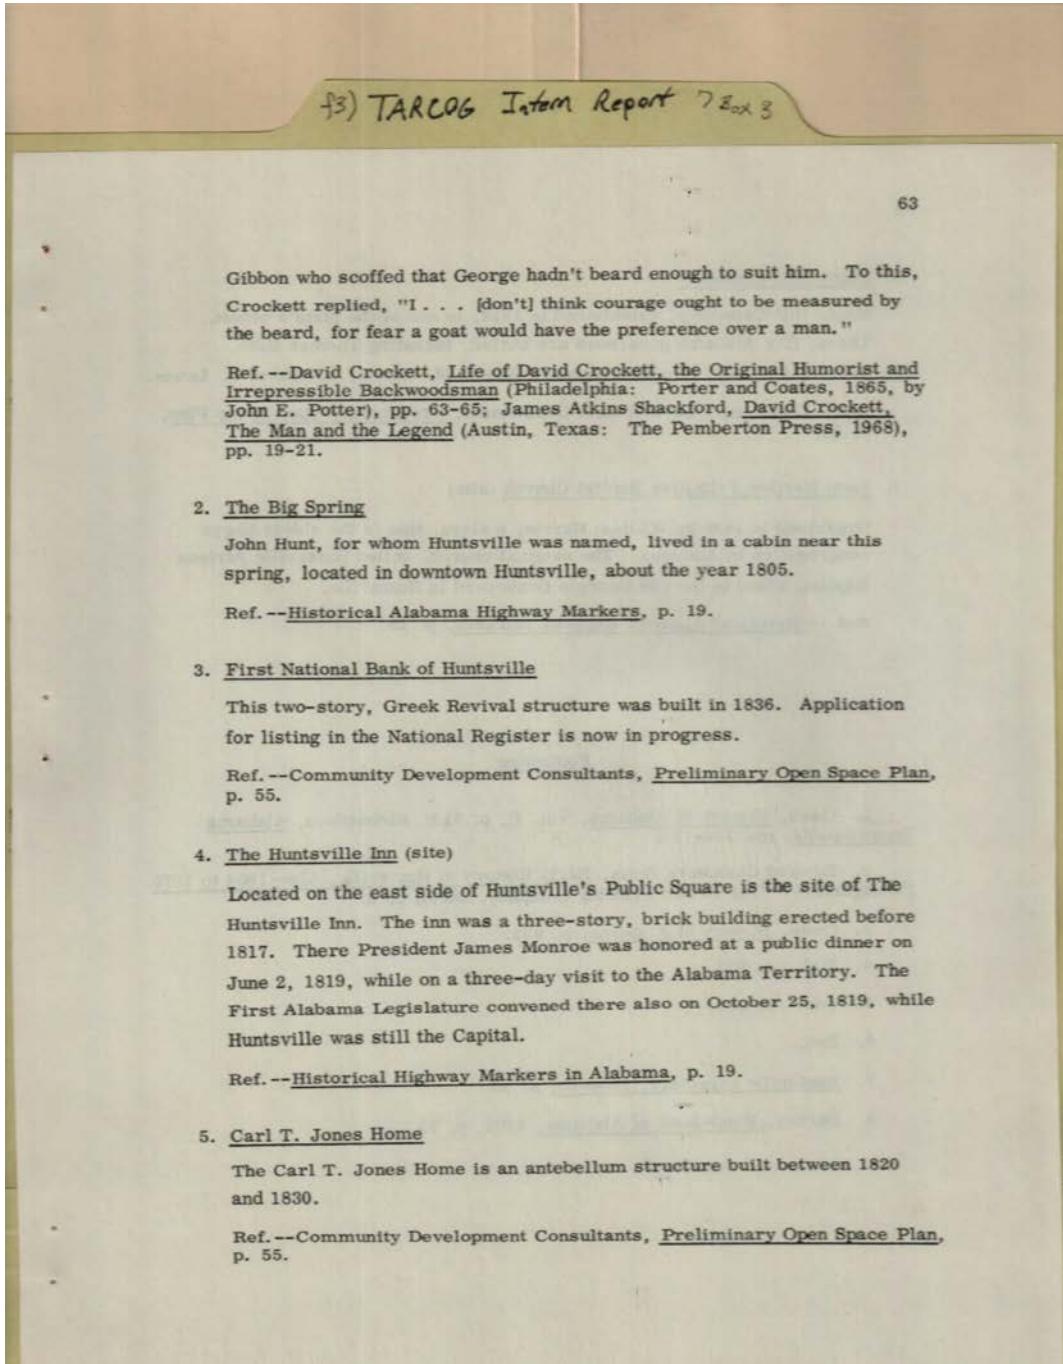 f3) TARCOG Intern Report 7 Box 3
63
Gibbon who scoffed that George hadn't beard enough to suit him. To this,
Crockett replied, "I . . . [don't] think courage ought to be measured by
the beard, for fear a goat would have the preference over a man."
Ref.--David Crockett, Life of David Crockett, the Original Humorist and
Irrepressible Backwoodsman (Philadelphia: Porter and Coates, 1865, by
John E. Potter), pp. 63-65; James Atkins Shackford, David Crockett,
The Man and the Legend (Austin, Texas: The Pemberton Press, 1968),
pp. 19-21.
2. The Big Spring
John Hunt, for whom Huntsville was named, lived in a cabin near this
spring, located in downtown Huntsville, about the year 1805.
Ref.--Historical Alabama Highway Markers, p. 19.
3. First National Bank of Huntsville
This two-story, Greek Revival structure was built in 1836. Application
for listing in the National Register is now in progress.
Ref.--Community Development Consultants, Preliminary Open Space Plan,
p. 55.
4. The Huntsville Inn (site)
Located on the east side of Huntsville's Public Square is the site of The
Huntsville Inn. The inn was a three-story, brick building erected before
1817. There President James Monroe was honored at a public dinner on
June 2, 1819, while on a three-day visit to the Alabama Territory. The
First Alabama Legislature convened there also on October 25, 1819, while
Huntsville was still the Capital.
Ref.--Historical Highway Markers in Alabama, p. 19.
5. Carl T. Jones Home
The Carl T. Jones Home is an antebellum structure built between 1820
and 1830.
Ref.--Community Development Consultants, Preliminary Open Space Plan,
p. 55.